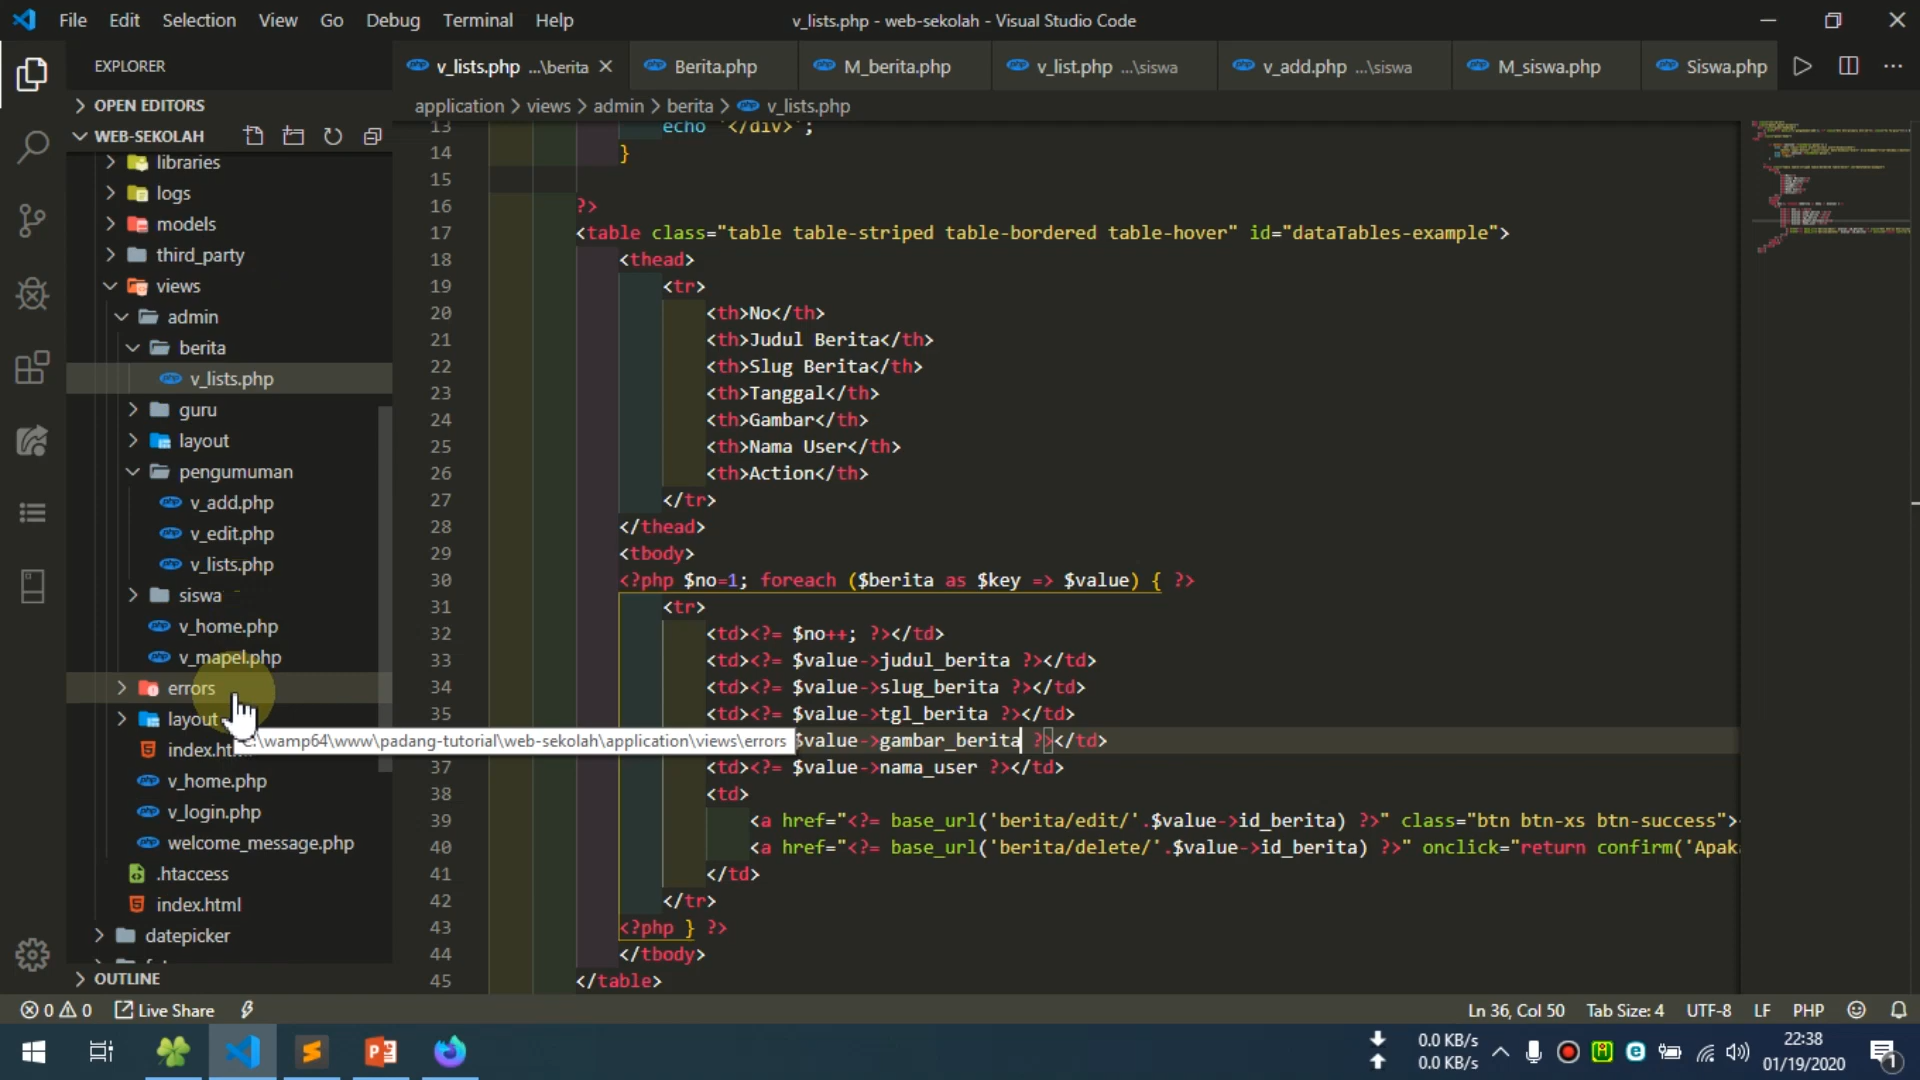 File Edit Selection View Go Debug Terminal Help
v_lists.php - web-sekolah - Visual Studio Code
EXPLORER
OPEN EDITORS
WEB-SEKOLAH
libraries
logs
models
third_party
views
admin
berita
v_lists.php
guru
layout
pengumuman
v_add.php
v_edit.php
v_lists.php
siswa
v_home.php
v_mapel.php
errors
layout
v_home.php
v_login.php
welcome_message.php
.htaccess
index.html
datepicker
OUTLINE
v_lists.php ...\berita Berita.php M_berita.php v_list.php ...\siswa v_add.php ...\siswa M_siswa.php Siswa.php
application > views > admin > berita > v_lists.php
13 echo '</div>';
14 }
15
16 ?>
17 <table class="table table-striped table-bordered table-hover" id="dataTables-example">
18 <thead>
19 <tr>
20 <th>No</th>
21 <th>Judul Berita</th>
22 <th>Slug Berita</th>
23 <th>Tanggal</th>
24 <th>Gambar</th>
25 <th>Nama User</th>
26 <th>Action</th>
27 </tr>
28 </thead>
29 <tbody>
30 <?php $no=1; foreach ($berita as $key => $value) { ?>
31 <tr>
32 <td><?= $no++; ?></td>
33 <td><?= $value->judul_berita ?></td>
34 <td><?= $value->slug_berita ?></td>
35 <td><?= $value->tgl_berita ?></td>
\wamp64\www\padang-tutorial\web-sekolah\application\views\errors
$value->gambar_berita ?></td>
37 <td><?= $value->nama_user ?></td>
38 <td>
39 <a href="<?= base_url('berita/edit/'.$value->id_berita) ?>" class="btn btn-xs btn-success">
40 <a href="<?= base_url('berita/delete/'.$value->id_berita) ?>" onclick="return confirm('Apak
41 </td>
42 </tr>
43 <?php } ?>
44 </tbody>
45 </table>
0 0 Live Share
Ln 36, Col 50 Tab Size: 4 UTF-8 LF PHP
0.0 KB/s
0.0 KB/s
22:38
01/19/2020
1